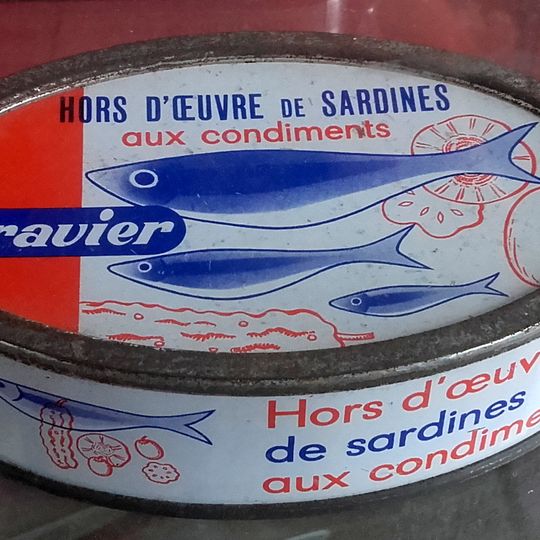 HORS D'ŒUVRE DE SARDINES
aux condiments
ravier
Hors d'œuv
de sardines
aux condime